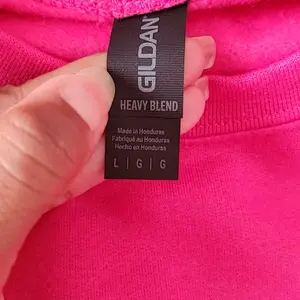 GILDAN
HEAVY BLEND
Made in Honduras
Fabriqué au Honduras
Hecho en Honduras
L | G | G